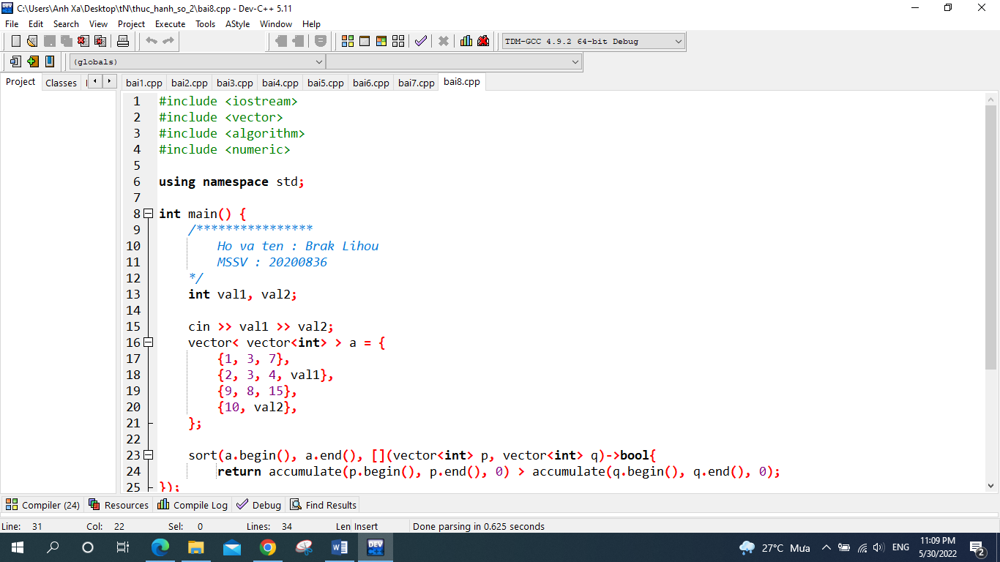 C:\Users\Anh Xa\Desktop\tN\thuc_hanh_so_2\bai8.cpp - Dev-C++ 5.11
File Edit Search View Project Execute Tools AStyle Window Help
TDM-GCC 4.9.2 64-bit Debug
(globals)
Project Classes
bai1.cpp bai2.cpp bai3.cpp bai4.cpp bai5.cpp bai6.cpp bai7.cpp bai8.cpp
1 #include <iostream>
2 #include <vector>
3 #include <algorithm>
4 #include <numeric>
5
6 using namespace std;
7
8 int main() {
9 /****************
10 Ho va ten : Brak Lihou
11 MSSV : 20200836
12 */
13 int val1, val2;
14
15 cin >> val1 >> val2;
16 vector< vector<int> > a = {
17 {1, 3, 7},
18 {2, 3, 4, val1},
19 {9, 8, 15},
20 {10, val2},
21 };
22
23 sort(a.begin(), a.end(), [](vector<int> p, vector<int> q)->bool{
24 return accumulate(p.begin(), p.end(), 0) > accumulate(q.begin(), q.end(), 0);
25 });
Compiler (24) Resources Compile Log Debug Find Results
Line: 31 Col: 22 Sel: 0 Lines: 34 Len Insert Done parsing in 0.625 seconds
27°C Mưa ENG 11:09 PM
5/30/2022 2